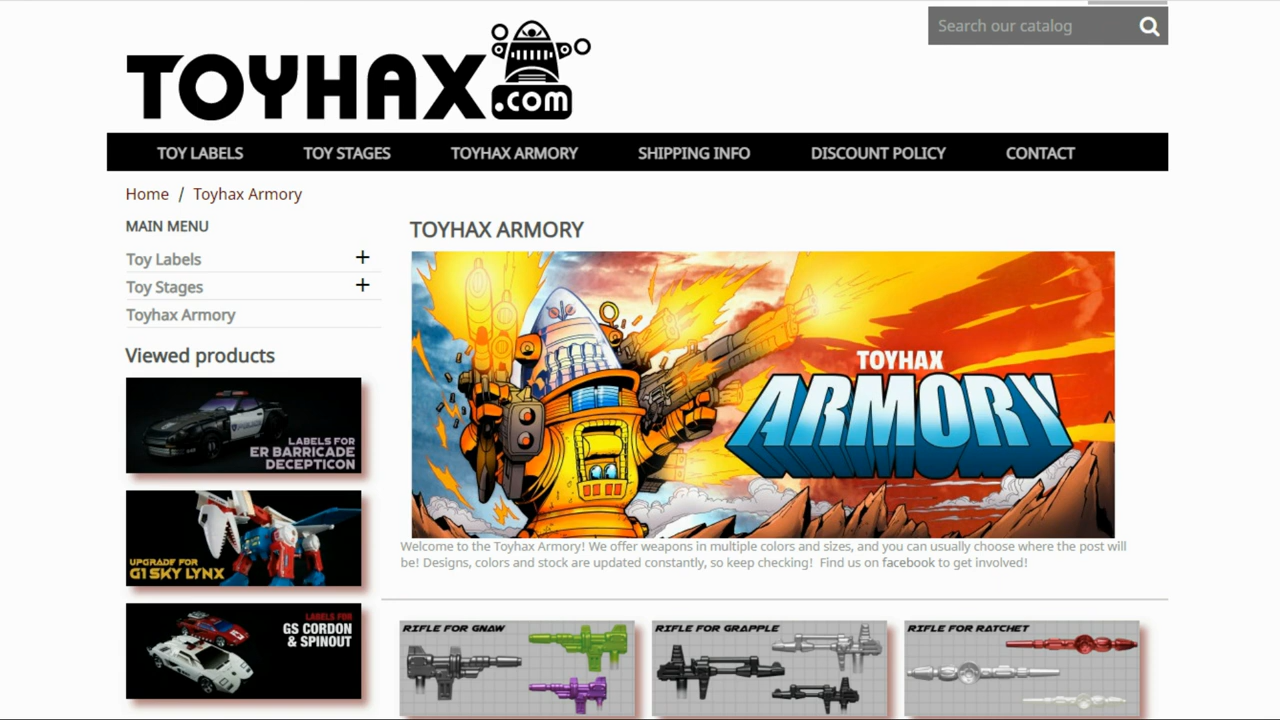 TOYHAX
.com
Search our catalog
TOY LABELS TOY STAGES TOYHAX ARMORY SHIPPING INFO DISCOUNT POLICY CONTACT
Home / Toyhax Armory
MAIN MENU
Toy Labels +
Toy Stages +
Toyhax Armory
Viewed products
LABELS FOR
ER BARRICADE
DECEPTICON
UPGRADE FOR
G1 SKY LYNX
LABELS FOR
GS CORDON
& SPINOUT
TOYHAX ARMORY
TOYHAX
ARMORY
Welcome to the Toyhax Armory! We offer weapons in multiple colors and sizes, and you can usually choose where the post will
be! Designs, colors and stock are updated constantly, so keep checking! Find us on facebook to get involved!
RIFLE FOR GNAW
RIFLE FOR GRAPPLE
RIFLE FOR RATCHET